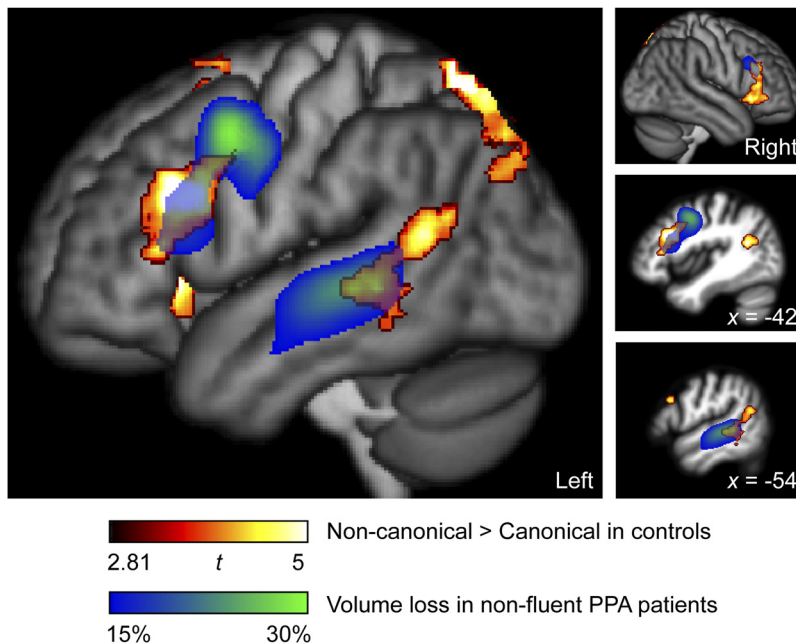 Right
x = -42
Left
x = -54
Non-canonical > Canonical in controls
2.81 t 5
Volume loss in non-fluent PPA patients
15% 30%